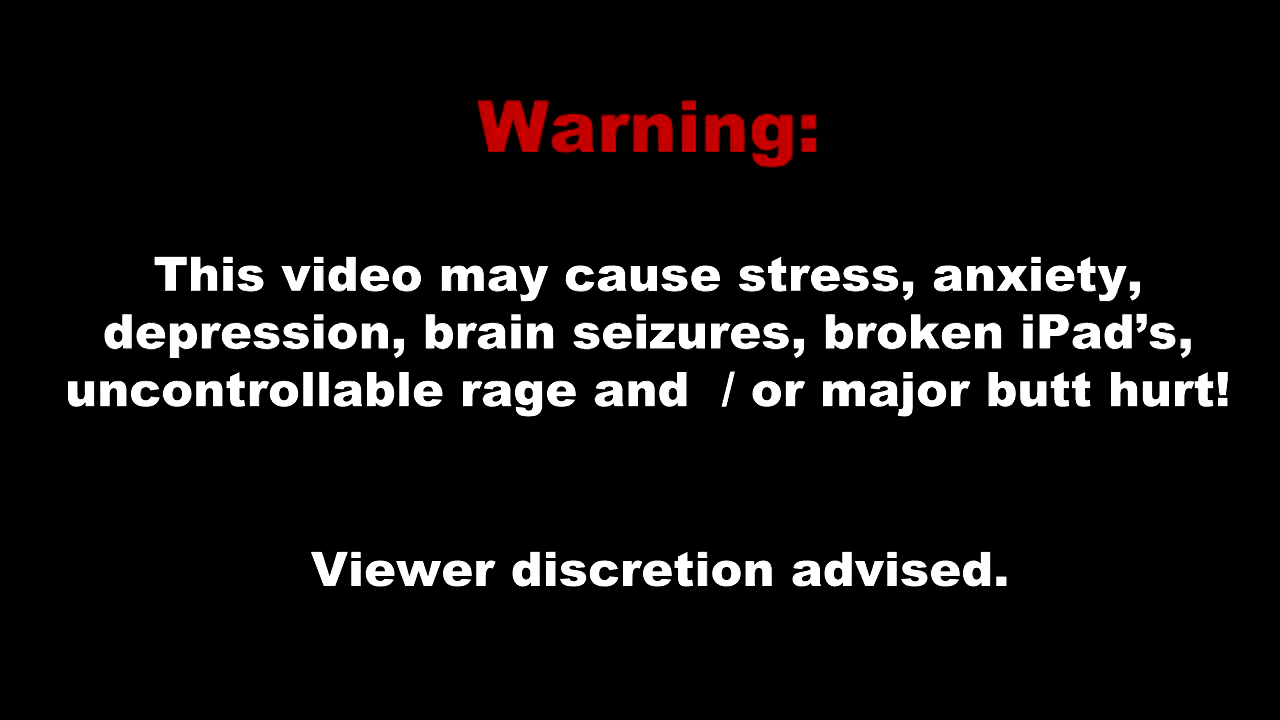 Warning:
This video may cause stress, anxiety,
depression, brain seizures, broken iPad’s,
uncontrollable rage and  / or major butt hurt!
Viewer discretion advised.